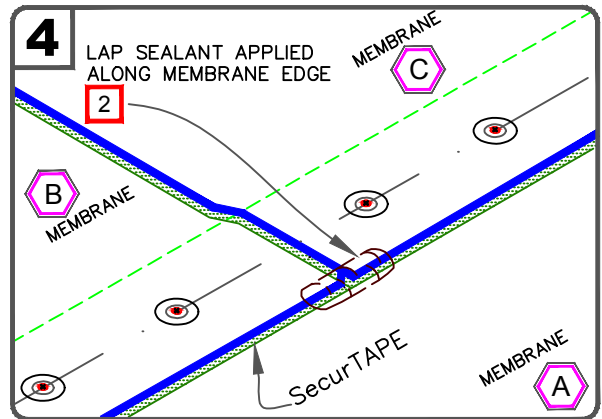 4
LAP SEALANT APPLIED
ALONG MEMBRANE EDGE
2
MEMBRANE
C
B
MEMBRANE
SecurTAPE
MEMBRANE
A